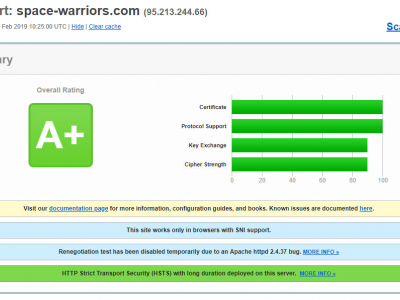 rt: space-warriors.com (95.213.244.66)
Feb 2019 10:25:00 UTC | Hide | Clear cache
Sca
ary
Overall Rating
A+
Certificate
Protocol Support
Key Exchange
Cipher Strength
0 20 40 60 80 100
Visit our documentation page for more information, configuration guides, and books. Known issues are documented here.
This site works only in browsers with SNI support.
Renegotiation test has been disabled temporarily due to an Apache httpd 2.4.37 bug. MORE INFO »
HTTP Strict Transport Security (HSTS) with long duration deployed on this server. MORE INFO »